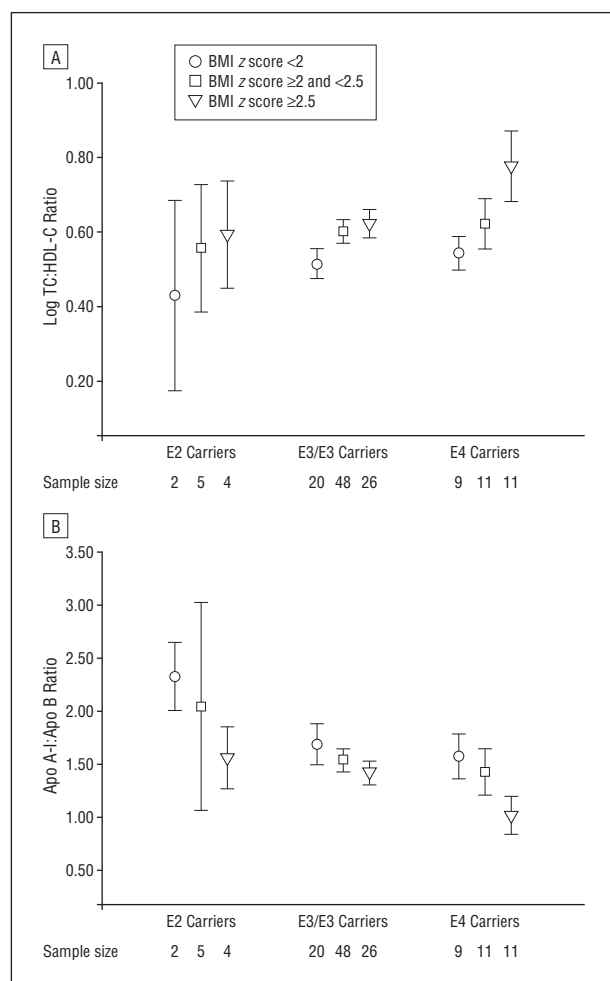 A
BMI z score <2
BMI z score ≥2 and <2.5
BMI z score ≥2.5
1.00
0.80
0.60
0.40
0.20
Log TC:HDL-C Ratio
E2 Carriers E3/E3 Carriers E4 Carriers
Sample size 2 5 4 20 48 26 9 11 11
B
3.50
3.00
2.50
2.00
1.50
1.00
0.50
Apo A-I:Apo B Ratio
E2 Carriers E3/E3 Carriers E4 Carriers
Sample size 2 5 4 20 48 26 9 11 11